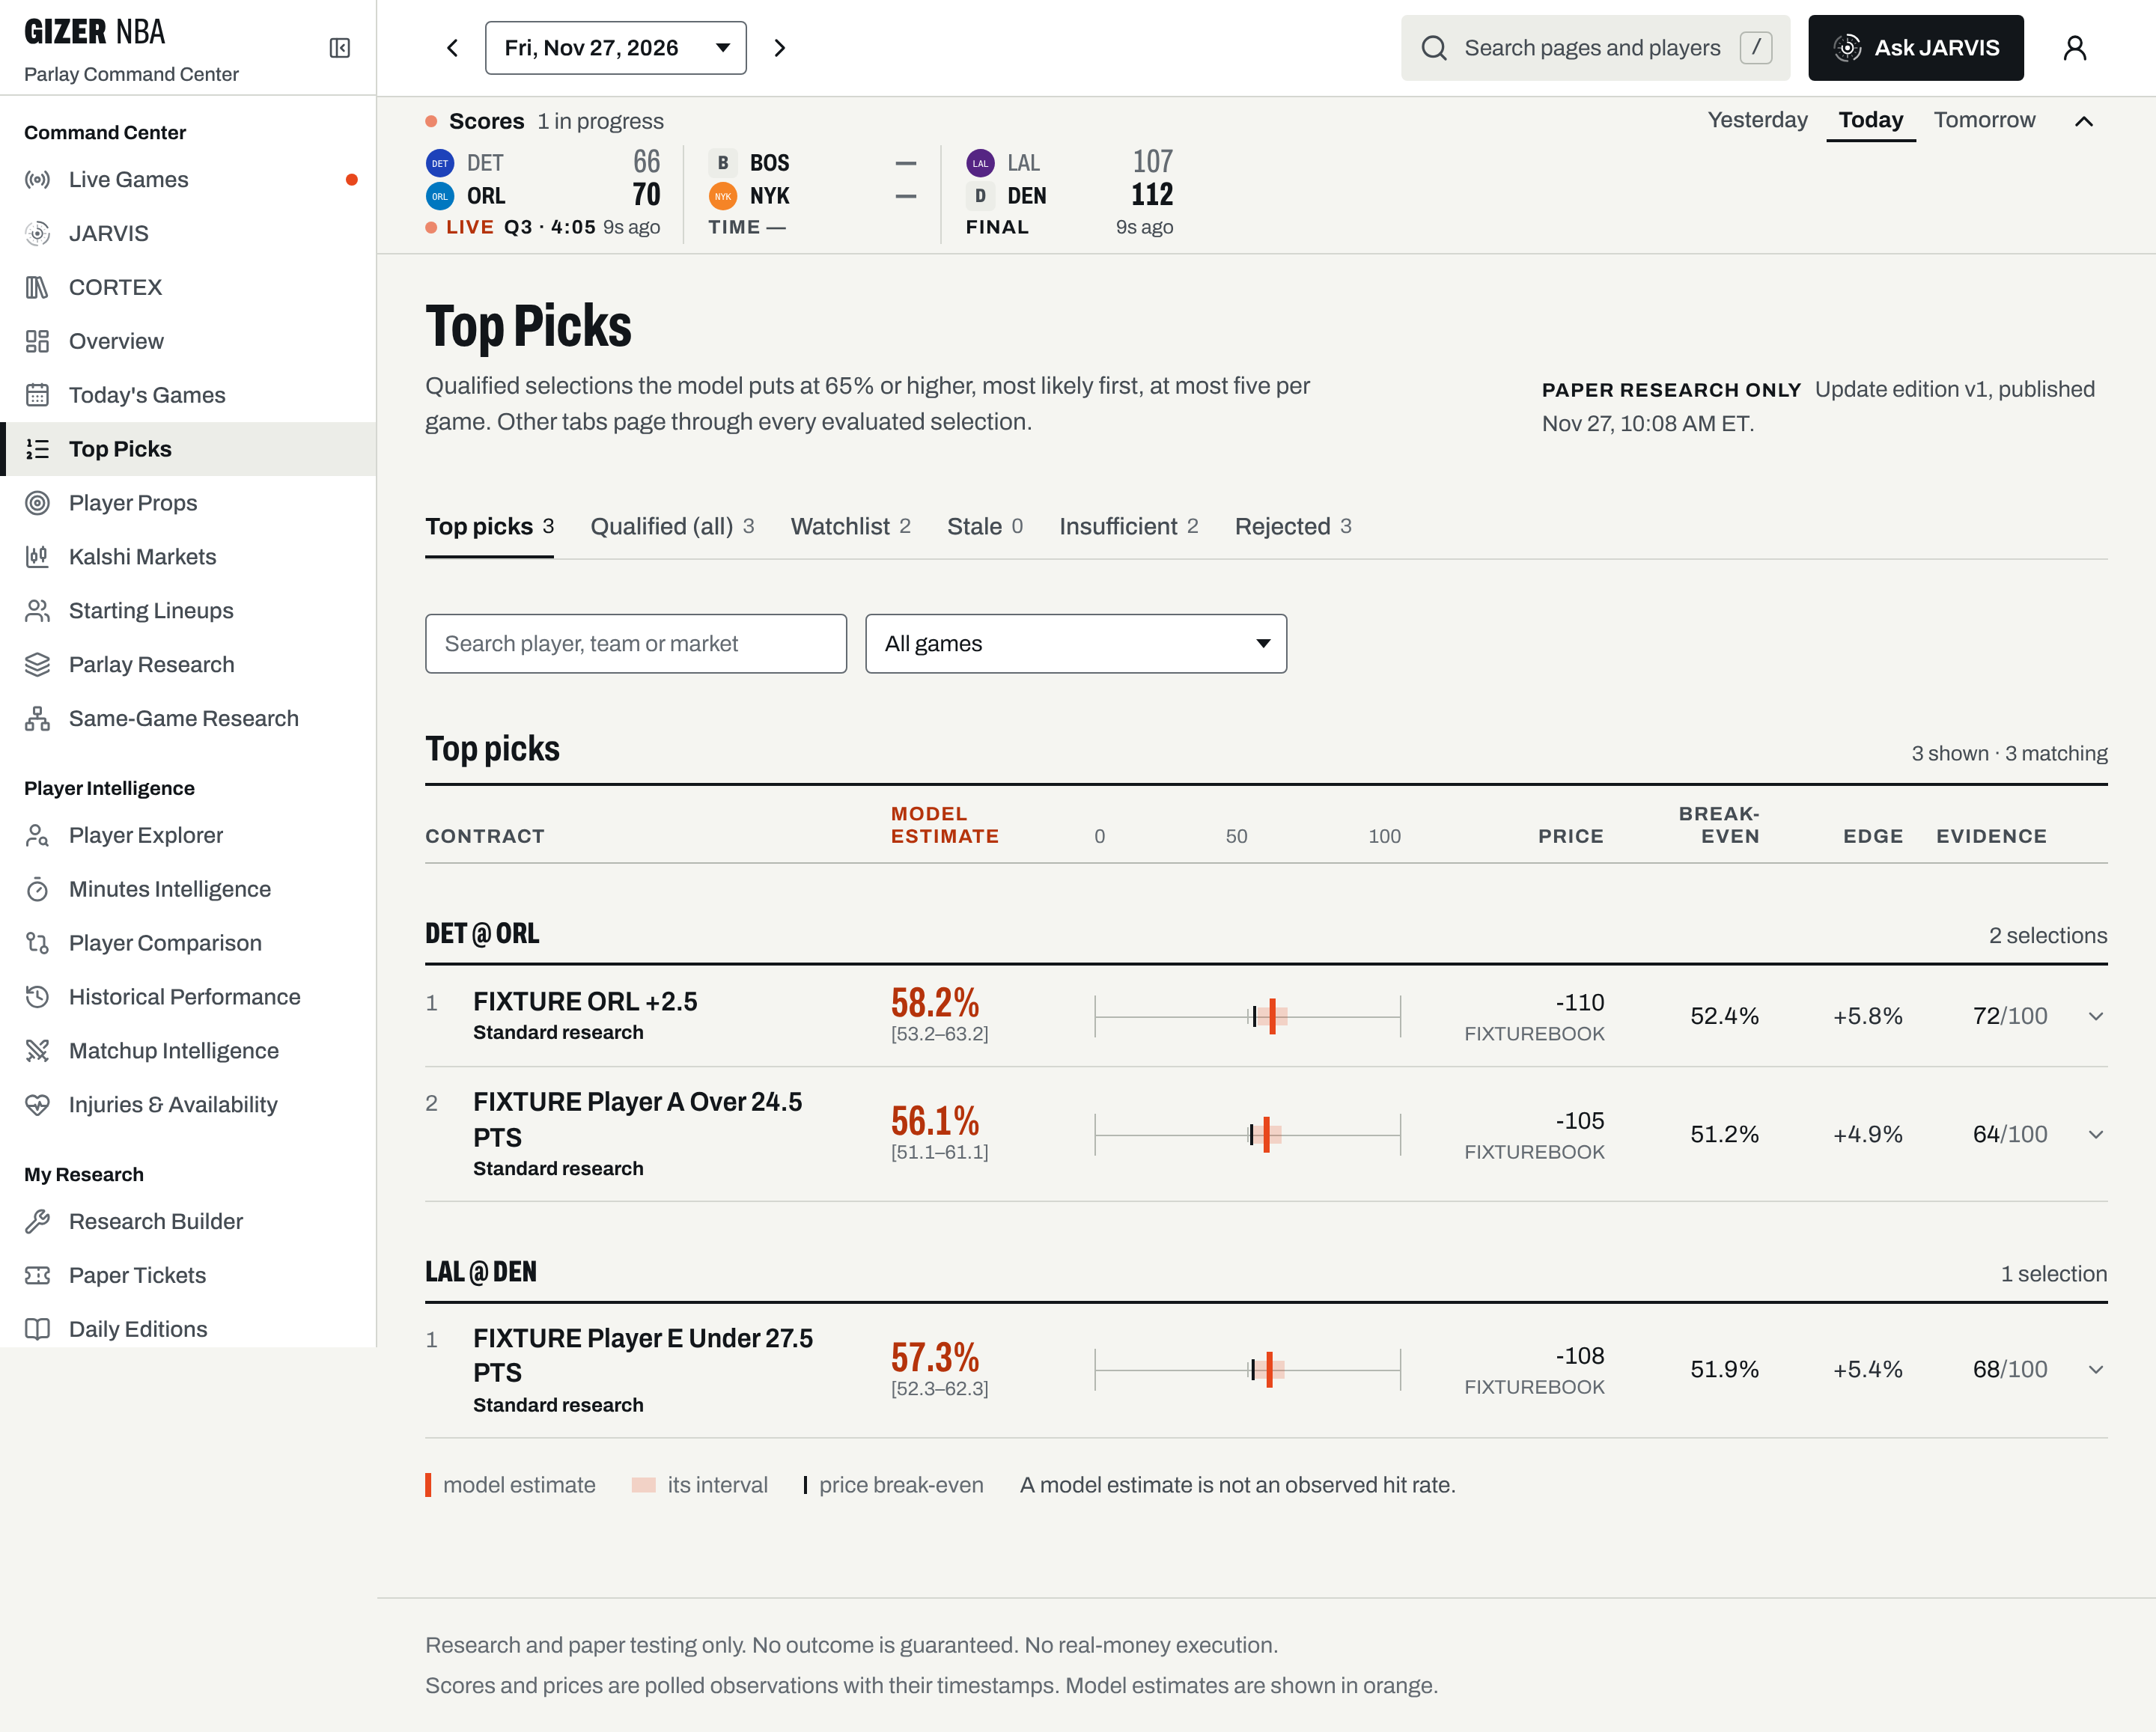 GIZER NBA
Parlay Command Center
Fri, Nov 27, 2026
Search pages and players /
Ask JARVIS
Command Center
Live Games
JARVIS
CORTEX
Overview
Today's Games
Top Picks
Player Props
Kalshi Markets
Starting Lineups
Parlay Research
Same-Game Research
Player Intelligence
Player Explorer
Minutes Intelligence
Player Comparison
Historical Performance
Matchup Intelligence
Injuries & Availability
My Research
Research Builder
Paper Tickets
Daily Editions
Scores 1 in progress
Yesterday Today Tomorrow
DET DET 66
ORL ORL 70
LIVE Q3 · 4:05 9s ago
B BOS —
NYK NYK —
TIME —
LAL LAL 107
D DEN 112
FINAL 9s ago
Top Picks
Qualified selections the model puts at 65% or higher, most likely first, at most five per
game. Other tabs page through every evaluated selection.
PAPER RESEARCH ONLY Update edition v1, published
Nov 27, 10:08 AM ET.
Top picks 3 Qualified (all) 3 Watchlist 2 Stale 0 Insufficient 2 Rejected 3
Search player, team or market
All games
Top picks
3 shown · 3 matching
CONTRACT MODEL ESTIMATE 0 50 100 PRICE BREAK-EVEN EDGE EVIDENCE
DET @ ORL
2 selections
1 FIXTURE ORL +2.5
Standard research
58.2%
[53.2–63.2]
-110
FIXTUREBOOK
52.4% +5.8% 72/100
2 FIXTURE Player A Over 24.5
PTS
Standard research
56.1%
[51.1–61.1]
-105
FIXTUREBOOK
51.2% +4.9% 64/100
LAL @ DEN
1 selection
1 FIXTURE Player E Under 27.5
PTS
Standard research
57.3%
[52.3–62.3]
-108
FIXTUREBOOK
51.9% +5.4% 68/100
model estimate its interval price break-even A model estimate is not an observed hit rate.
Research and paper testing only. No outcome is guaranteed. No real-money execution.
Scores and prices are polled observations with their timestamps. Model estimates are shown in orange.